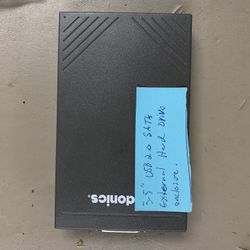 3.5" USB 2.0 SATA
External Hard Drive
enclosure.
donics.